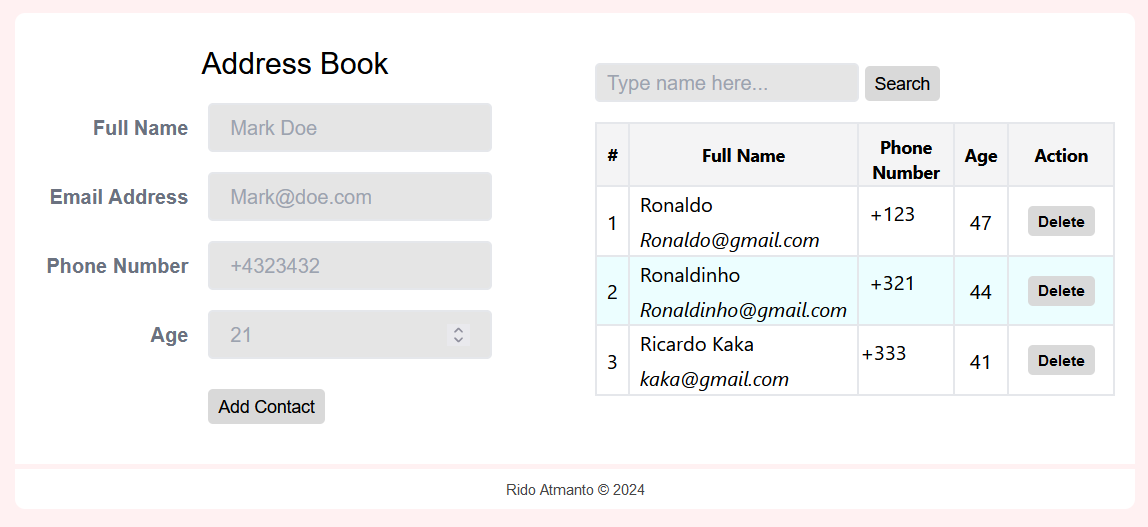 Address Book
Full Name
Mark Doe
Email Address
Mark@doe.com
Phone Number
+4323432
Age
21
Add Contact
Type name here...
Search
# Full Name Phone Number Age Action
1 Ronaldo +123 47 Delete
Ronaldo@gmail.com
2 Ronaldinho +321 44 Delete
Ronaldinho@gmail.com
3 Ricardo Kaka +333 41 Delete
kaka@gmail.com
Rido Atmanto © 2024